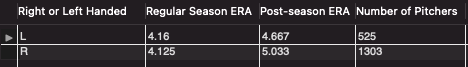 Right or Left Handed Regular Season ERA Post-season ERA Number of Pitchers
L 4.16 4.667 525
R 4.125 5.033 1303